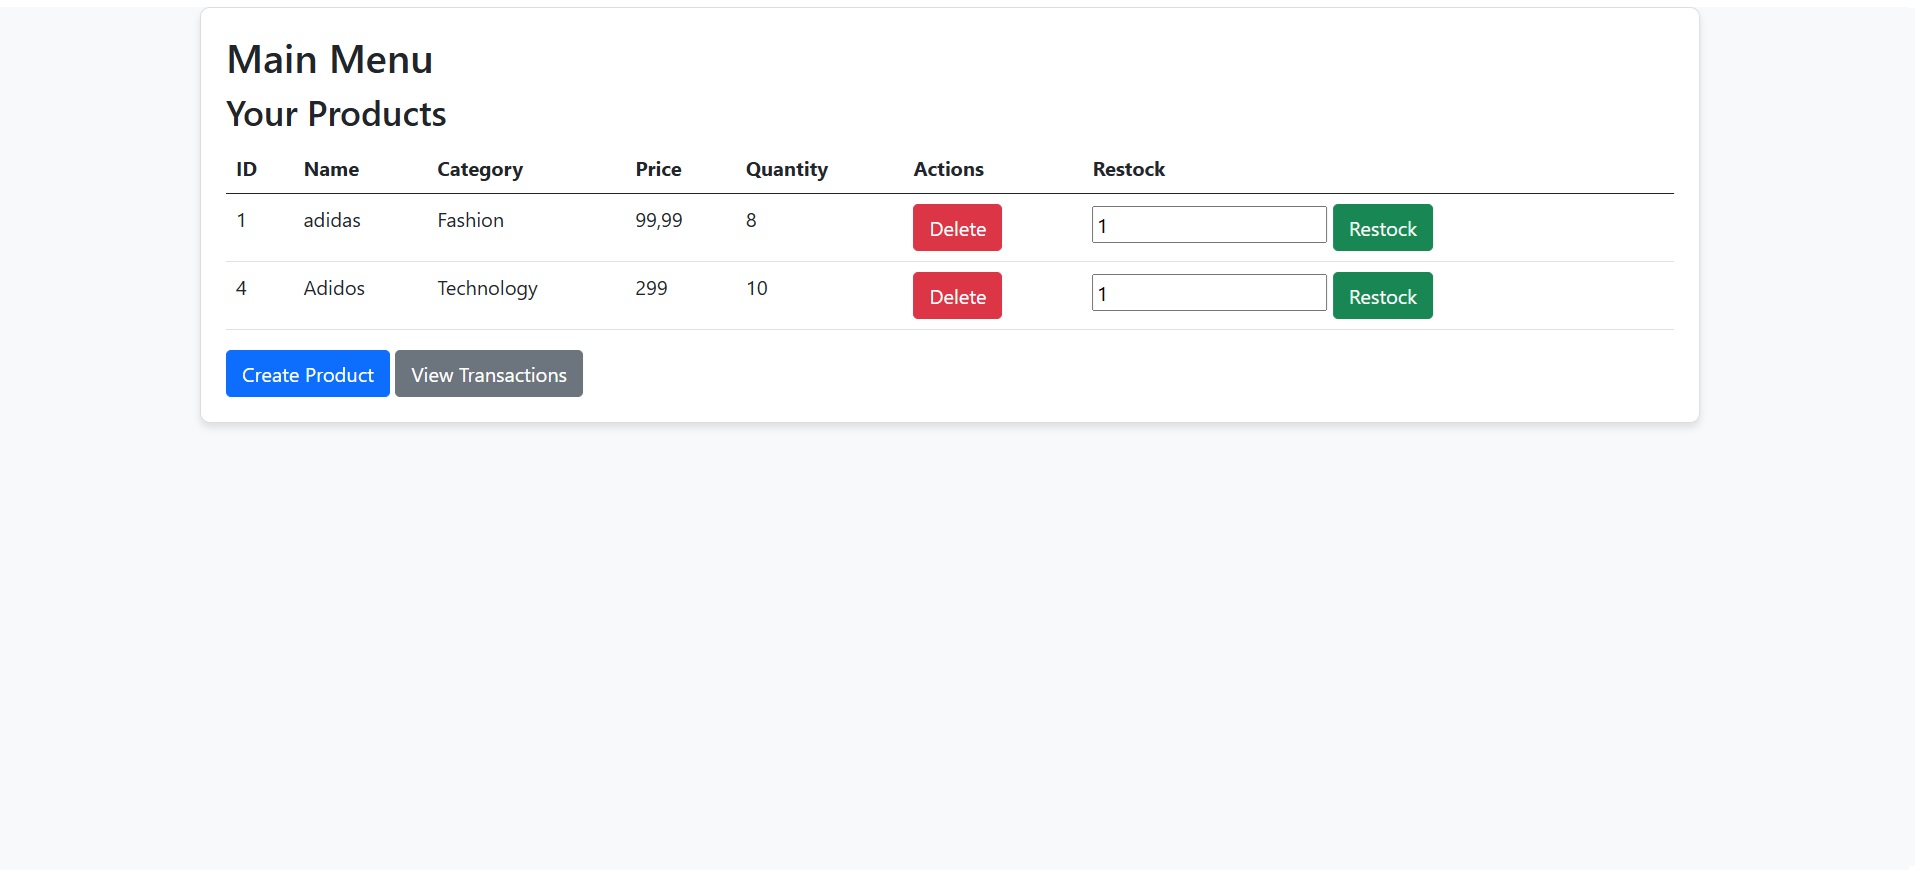 Main Menu
Your Products
ID Name Category Price Quantity Actions Restock
1 adidas Fashion 99,99 8 Delete 1 Restock
4 Adidos Technology 299 10 Delete 1 Restock
Create Product View Transactions